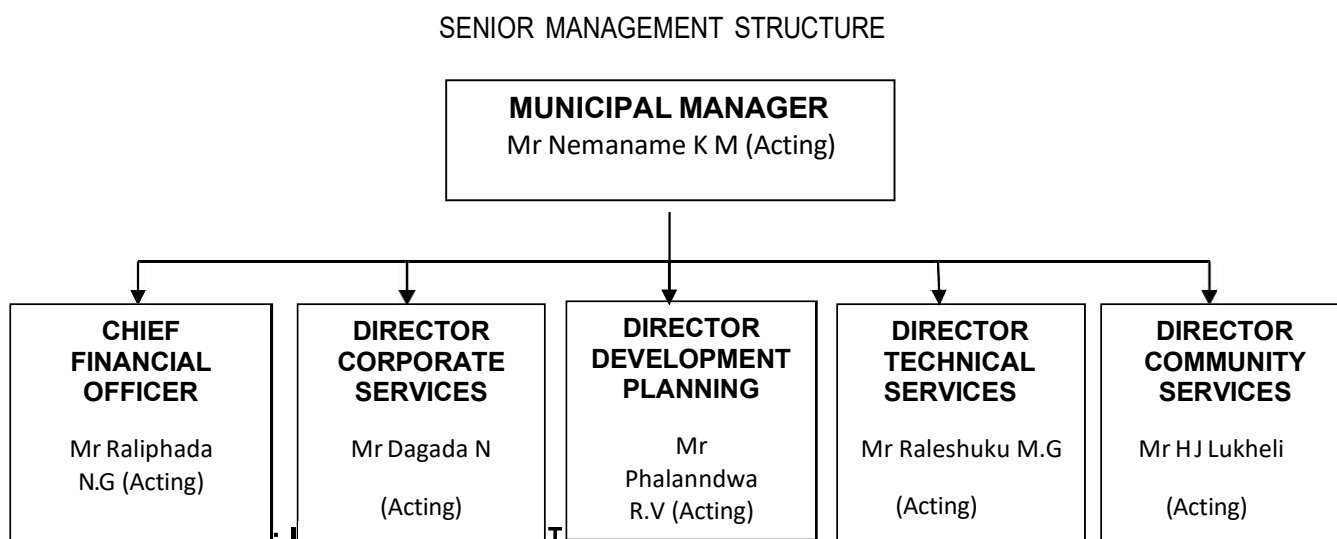 SENIOR MANAGEMENT STRUCTURE
MUNICIPAL MANAGER
Mr Nemaname K M (Acting)
CHIEF
FINANCIAL
OFFICER
Mr Raliphada
N.G (Acting)
DIRECTOR
CORPORATE
SERVICES
Mr Dagada N
(Acting)
DIRECTOR
DEVELOPMENT
PLANNING
Mr
Phalanndwa
R.V (Acting)
DIRECTOR
TECHNICAL
SERVICES
Mr Raleshuku M.G
(Acting)
DIRECTOR
COMMUNITY
SERVICES
Mr H J Lukheli
(Acting)